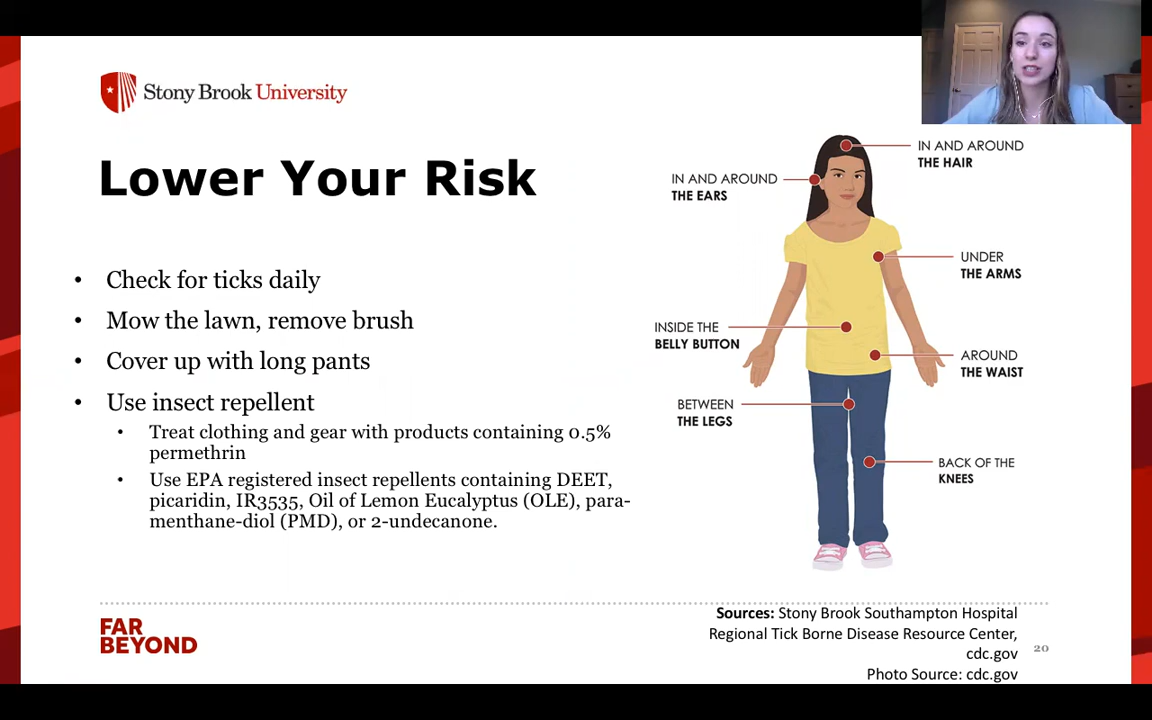 Stony Brook University
Lower Your Risk
• Check for ticks daily
• Mow the lawn, remove brush
• Cover up with long pants
• Use insect repellent
• Treat clothing and gear with products containing 0.5%
permethrin
• Use EPA registered insect repellents containing DEET,
picaridin, IR3535, Oil of Lemon Eucalyptus (OLE), para-
menthane-diol (PMD), or 2-undecanone.
IN AND AROUND
THE HAIR
IN AND AROUND
THE EARS
UNDER
THE ARMS
INSIDE THE
BELLY BUTTON
AROUND
THE WAIST
BETWEEN
THE LEGS
BACK OF THE
KNEES
FAR
BEYOND
Sources: Stony Brook Southampton Hospital
Regional Tick Borne Disease Resource Center,
cdc.gov
Photo Source: cdc.gov
20